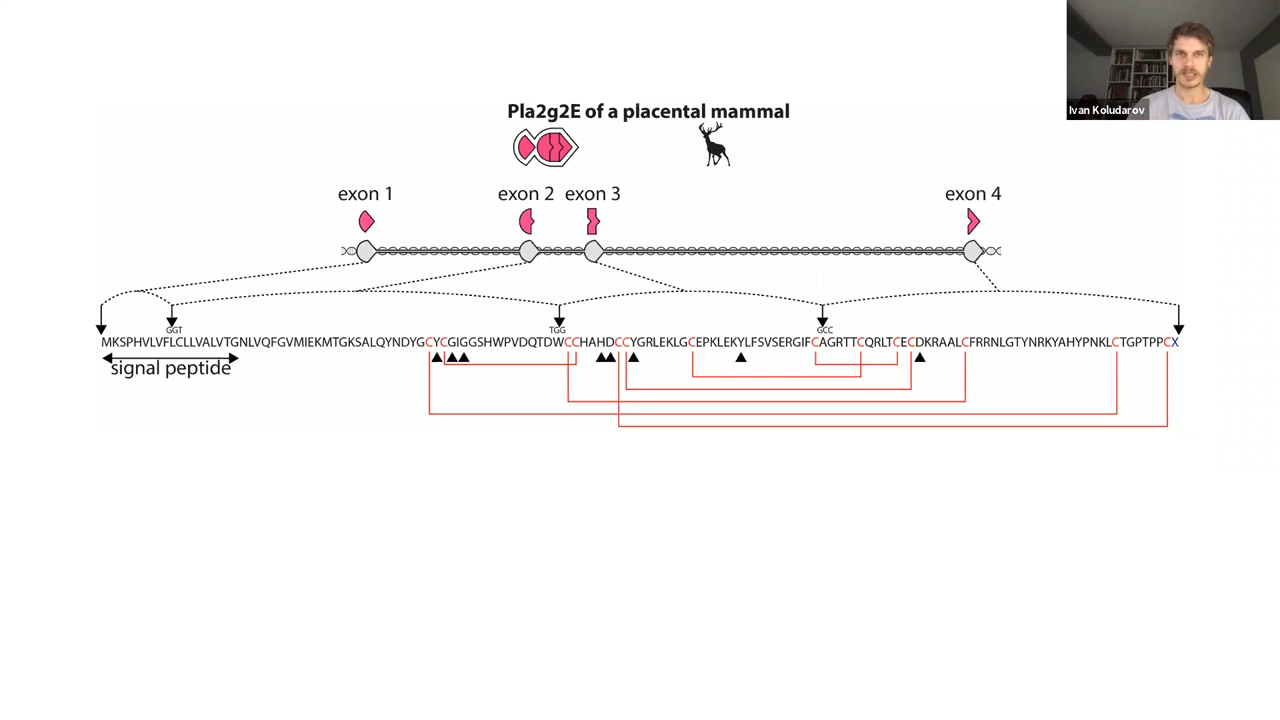 Ivan Koludarov
Pla2g2E of a placental mammal
exon 1 exon 2 exon 3 exon 4
GGT TGG GCC
MKSPHVLVFLCLLVALVTGNLVQFGVMIEKMTGKSALQYNDYGCYCGIGGSHWPVDQTDWCCHAHDCCYGRLEKLGCEPKLEKYLFSVSERGIFCAGRTTCQRLTCECDKRAALCFRRNLGTYNRKYAHYPNKLCTGPTPPCX
signal peptide